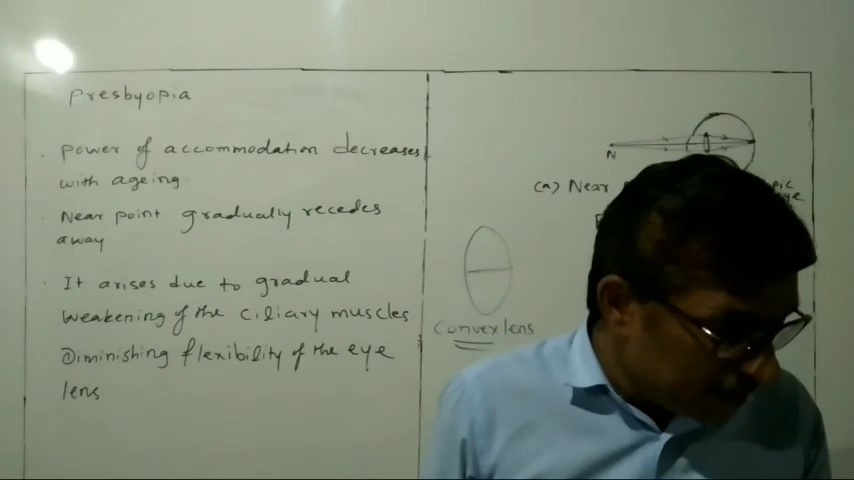 Presbyopia
. Power of accommodation decreases
with ageing
. Near point gradually recedes
away
. It arises due to gradual
weakening of the ciliary muscles
Diminishing flexibility of the eye
lens
N
(a) Near
eye
Convex lens